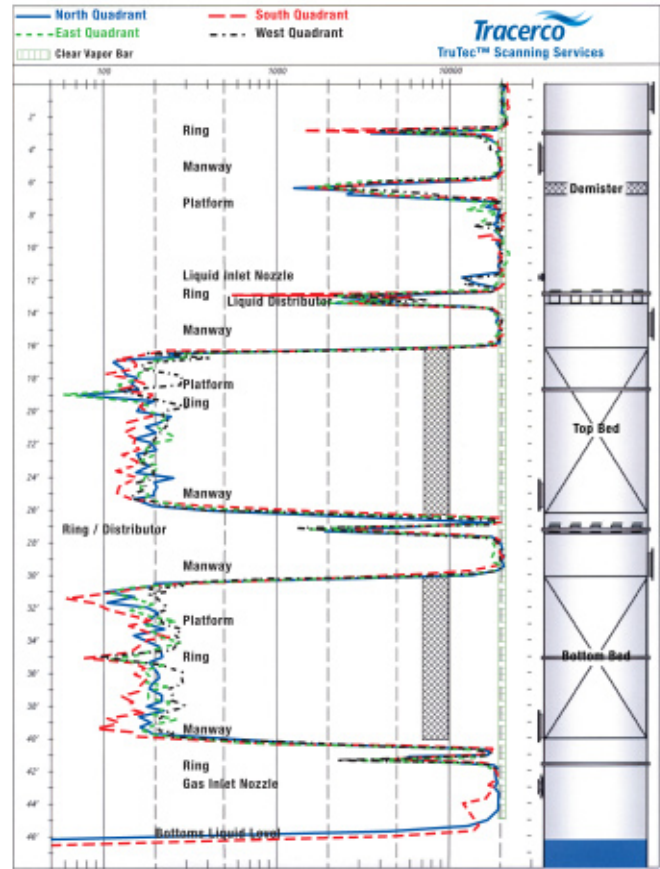 North Quadrant
South Quadrant
East Quadrant
West Quadrant
Clear Vapor Bar
Tracerco
TruTec™ Scanning Services
2'
Ring
4'
Manway
6'
Demister
Platform
8'
10'
Liquid Inlet Nozzle
12'
Ring
Liquid Distributor
14'
Manway
16'
18'
Platform
Ring
20'
22'
Top Bed
24'
Manway
26'
Ring / Distributor
28'
Manway
30'
32'
Platform
34'
Ring
Bottom Bed
36'
38'
Manway
40'
Ring
42'
Gas Inlet Nozzle
44'
Bottoms Liquid Level
46'